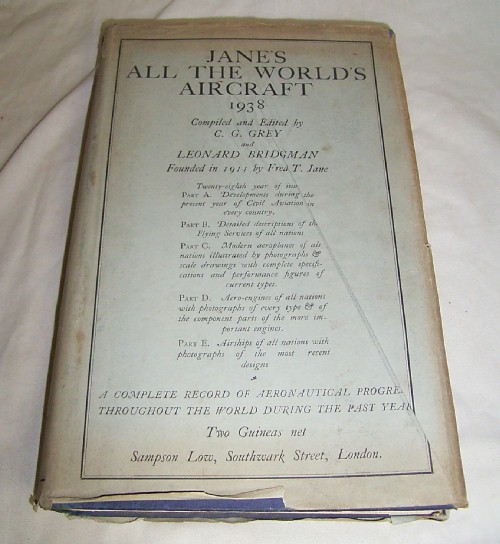 JANE'S
ALL THE WORLD'S
AIRCRAFT
1938
Compiled and Edited by
C. G. GREY
and
LEONARD BRIDGMAN
Founded in 1911 by Fred T. Jane
Twenty-eighth year of issue
PART A. Developments during the
present year of Civil Aviation in
every country.
PART B. Detailed descriptions of the
Flying Services of all nations
PART C. Modern aeroplanes of all
nations illustrated by photographs &
scale drawings with complete specifi-
cations and performance figures of
current types.
PART D. Aero-engines of all nations
with photographs of every type & of
the component parts of the more im-
portant engines.
PART E. Airships of all nations with
photographs of the most recent
designs
A COMPLETE RECORD OF AERONAUTICAL PROGRE
THROUGHOUT THE WORLD DURING THE PAST YEAR
Two Guineas net
Sampson Low, Southwark Street, London.